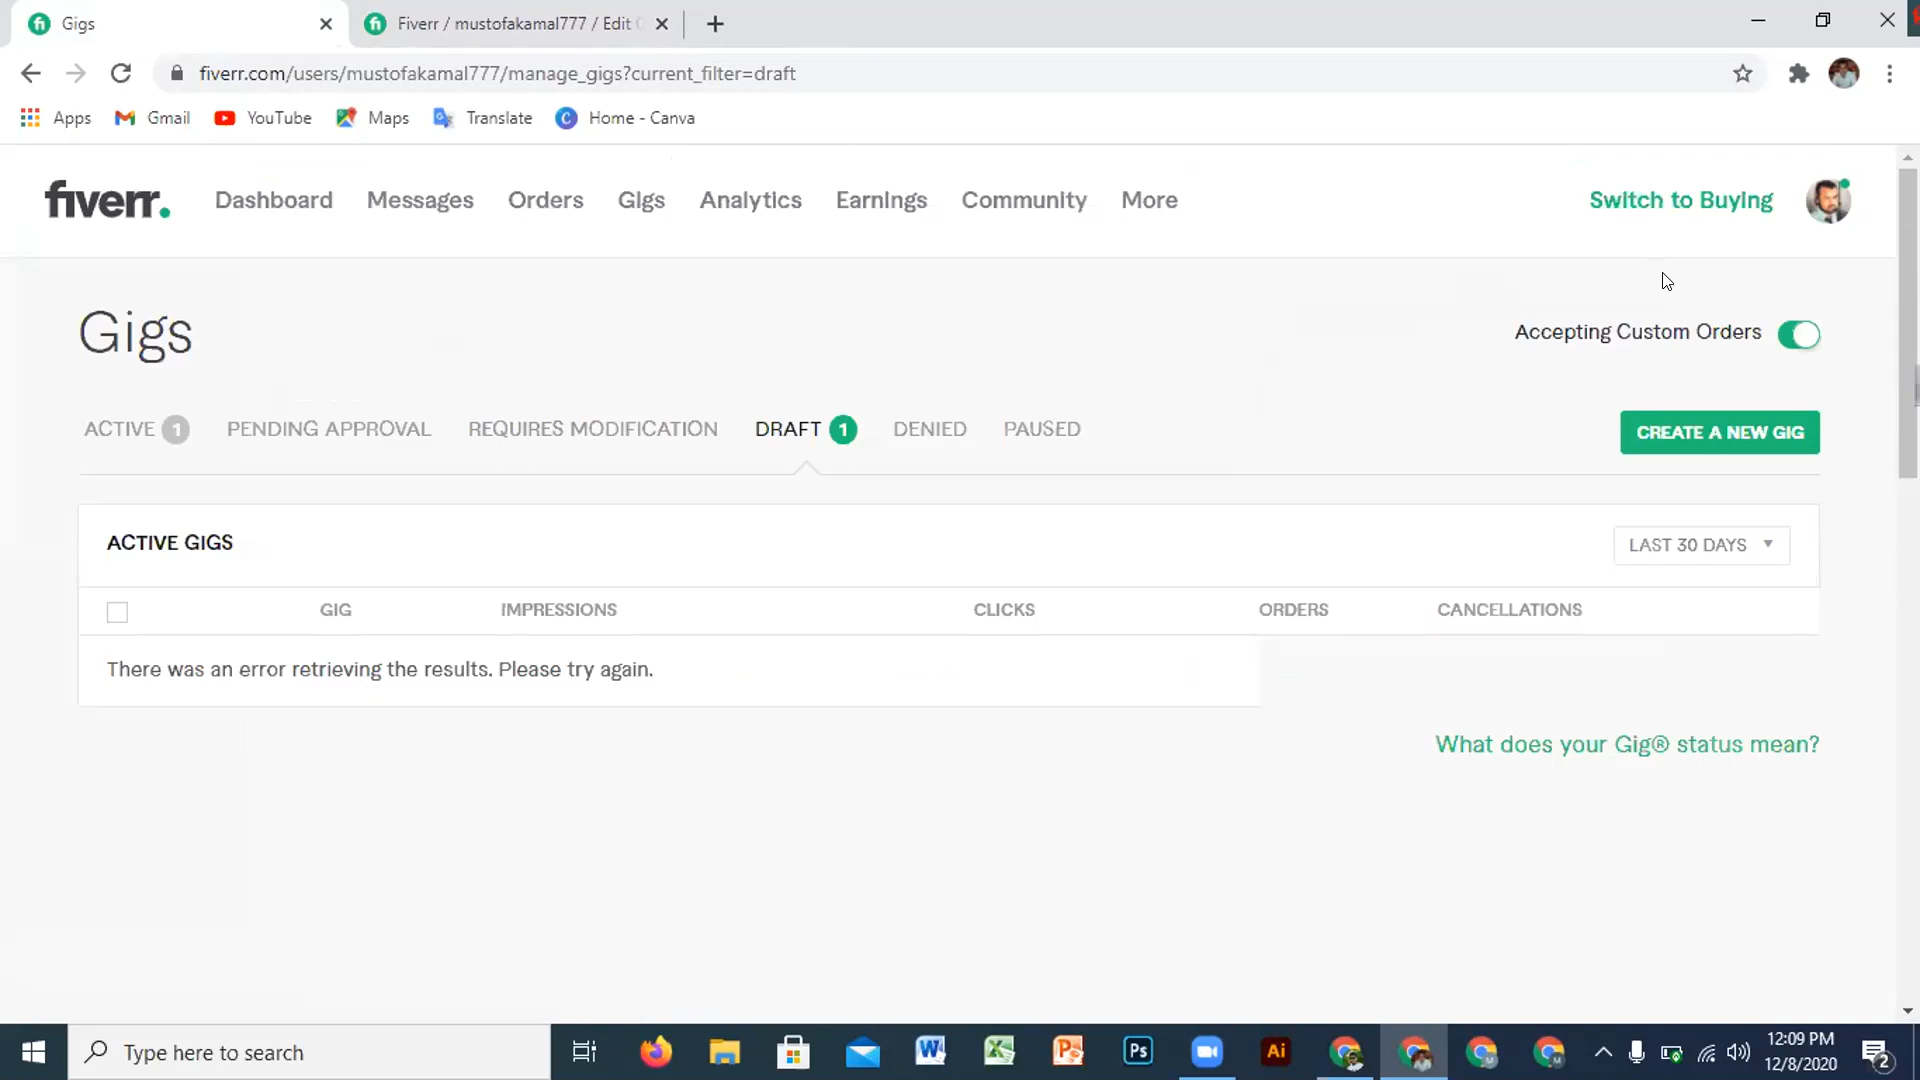 Gigs
Fiverr / mustofakamal777 / Edit
fiverr.com/users/mustofakamal777/manage_gigs?current_filter=draft
Apps Gmail YouTube Maps Translate Home - Canva
fiverr. Dashboard Messages Orders Gigs Analytics Earnings Community More Switch to Buying
Gigs
Accepting Custom Orders
ACTIVE 1 PENDING APPROVAL REQUIRES MODIFICATION DRAFT 1 DENIED PAUSED CREATE A NEW GIG
ACTIVE GIGS LAST 30 DAYS
GIG IMPRESSIONS CLICKS ORDERS CANCELLATIONS
There was an error retrieving the results. Please try again.
What does your Gig® status mean?
Type here to search
Ps
Ai
12:09 PM
12/8/2020
2